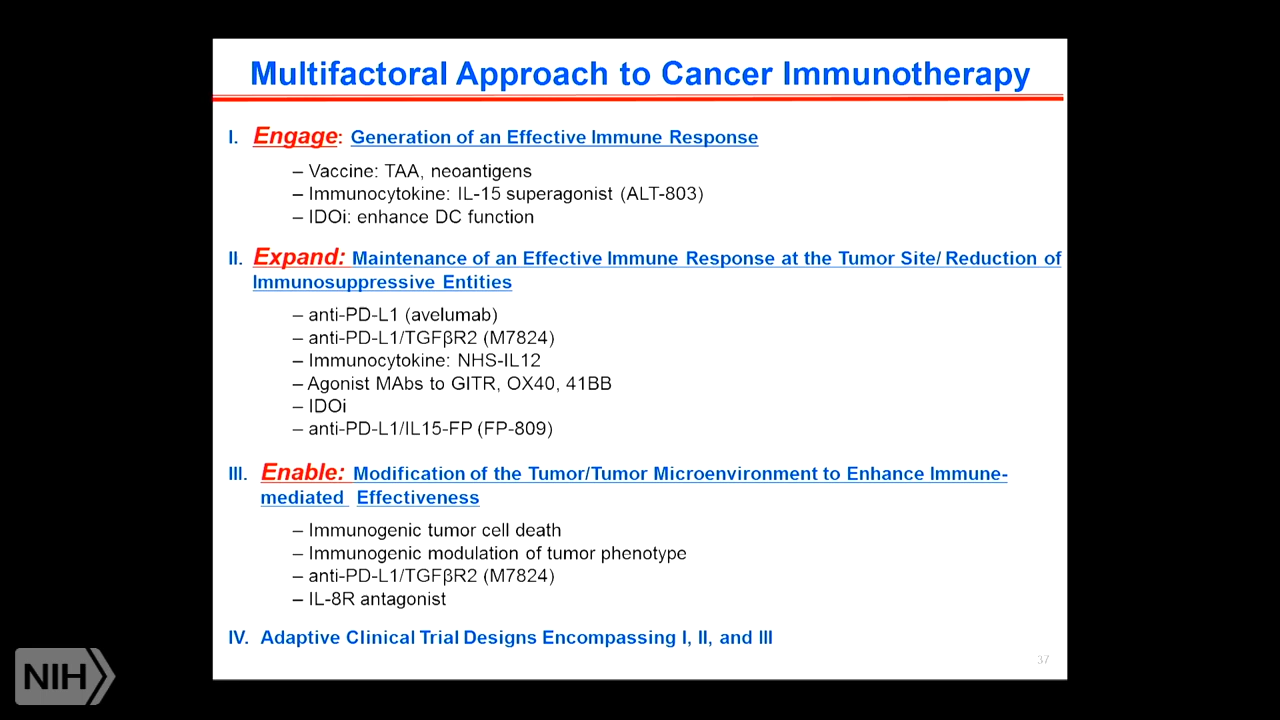 Multifactoral Approach to Cancer Immunotherapy
I. Engage: Generation of an Effective Immune Response
– Vaccine: TAA, neoantigens
– Immunocytokine: IL-15 superagonist (ALT-803)
– IDOi: enhance DC function
II. Expand: Maintenance of an Effective Immune Response at the Tumor Site/ Reduction of
Immunosuppressive Entities
– anti-PD-L1 (avelumab)
– anti-PD-L1/TGFβR2 (M7824)
– Immunocytokine: NHS-IL12
– Agonist MAbs to GITR, OX40, 41BB
– IDOi
– anti-PD-L1/IL15-FP (FP-809)
III. Enable: Modification of the Tumor/Tumor Microenvironment to Enhance Immune-
mediated Effectiveness
– Immunogenic tumor cell death
– Immunogenic modulation of tumor phenotype
– anti-PD-L1/TGFβR2 (M7824)
– IL-8R antagonist
IV. Adaptive Clinical Trial Designs Encompassing I, II, and III
37
NIH